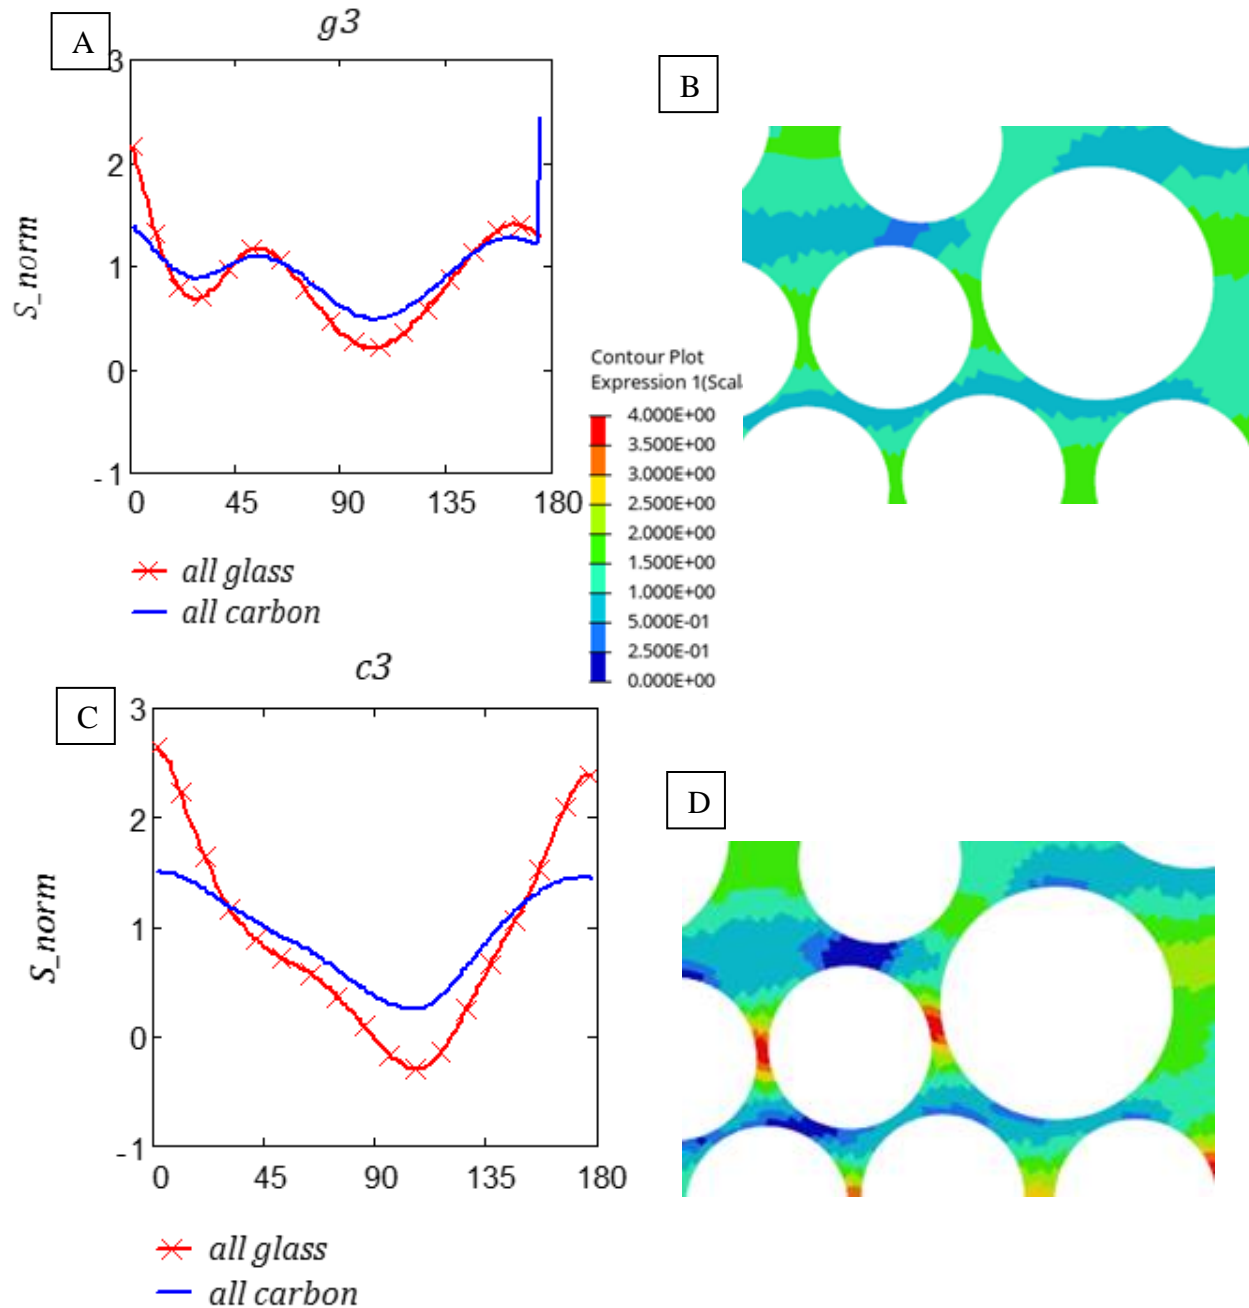 A
g3
3
2
1
0
-1
S_norm
0 45 90 135 180
all glass
all carbon
B
Contour Plot
Expression 1(Scal
4.000E+00
3.500E+00
3.000E+00
2.500E+00
2.000E+00
1.500E+00
1.000E+00
5.000E-01
2.500E-01
0.000E+00
c3
C
3
2
1
0
-1
S_norm
0 45 90 135 180
all glass
all carbon
D